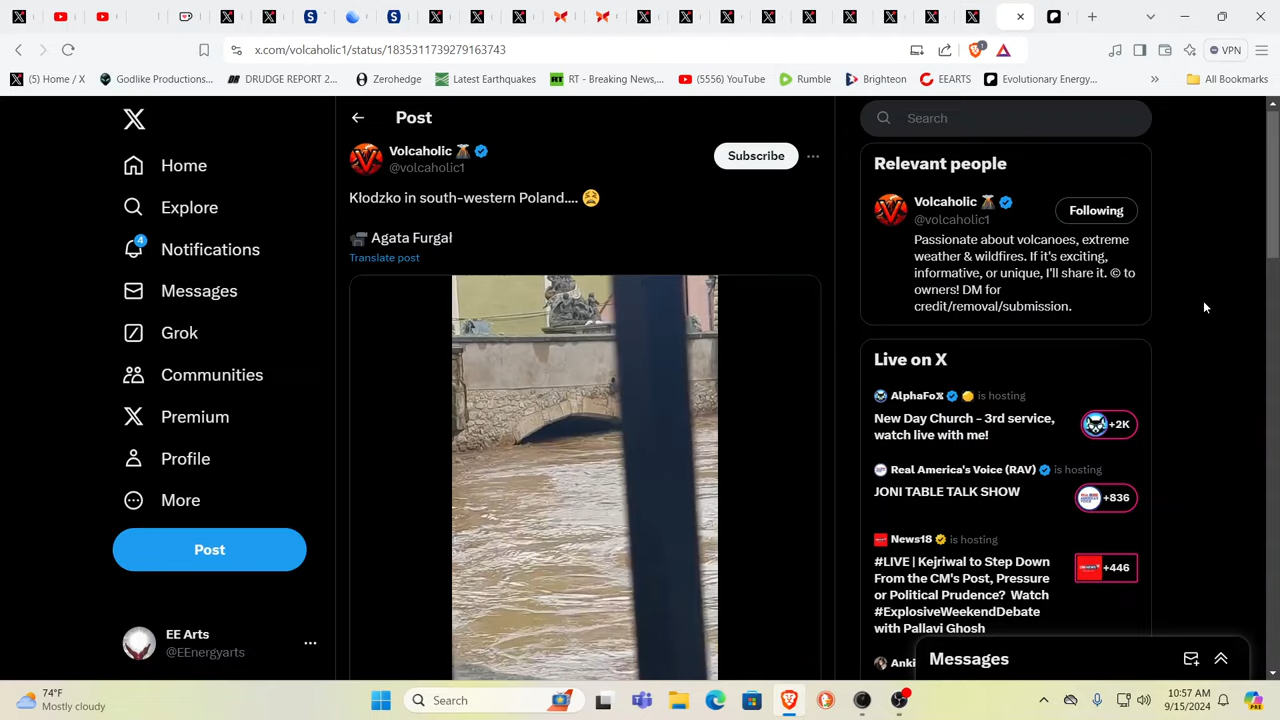 x.com/volcaholic1/status/1835311739279163743
1
VPN
(5) Home / X
Godlike Productions...
DRUDGE REPORT 2...
Zerohedge
Latest Earthquakes
RT
RT - Breaking News,...
(5556) YouTube
Rumble
Brighteon
EEARTS
Evolutionary Energy...
All Bookmarks
Home
Explore
4
Notifications
Messages
Grok
Communities
Premium
Profile
More
Post
EE Arts
@EEnergyarts
Post
Volcaholic 🌋
@volcaholic1
Subscribe
Kłodzko in south-western Poland.... 😫
📹 Agata Furgał
Translate post
Search
Relevant people
Volcaholic 🌋
@volcaholic1
Following
Passionate about volcanoes, extreme
weather & wildfires. If it's exciting,
informative, or unique, I'll share it. © to
owners! DM for
credit/removal/submission.
Live on X
AlphaFoX is hosting
New Day Church – 3rd service,
watch live with me!
+2K
Real America's Voice (RAV) is hosting
JONI TABLE TALK SHOW
+836
News18 is hosting
#LIVE | Kejriwal to Step Down
From the CM's Post, Pressure
or Political Prudence? Watch
#ExplosiveWeekendDebate
with Pallavi Ghosh
+446
Anki
Messages
74°F
Mostly cloudy
Search
10:57 AM
9/15/2024